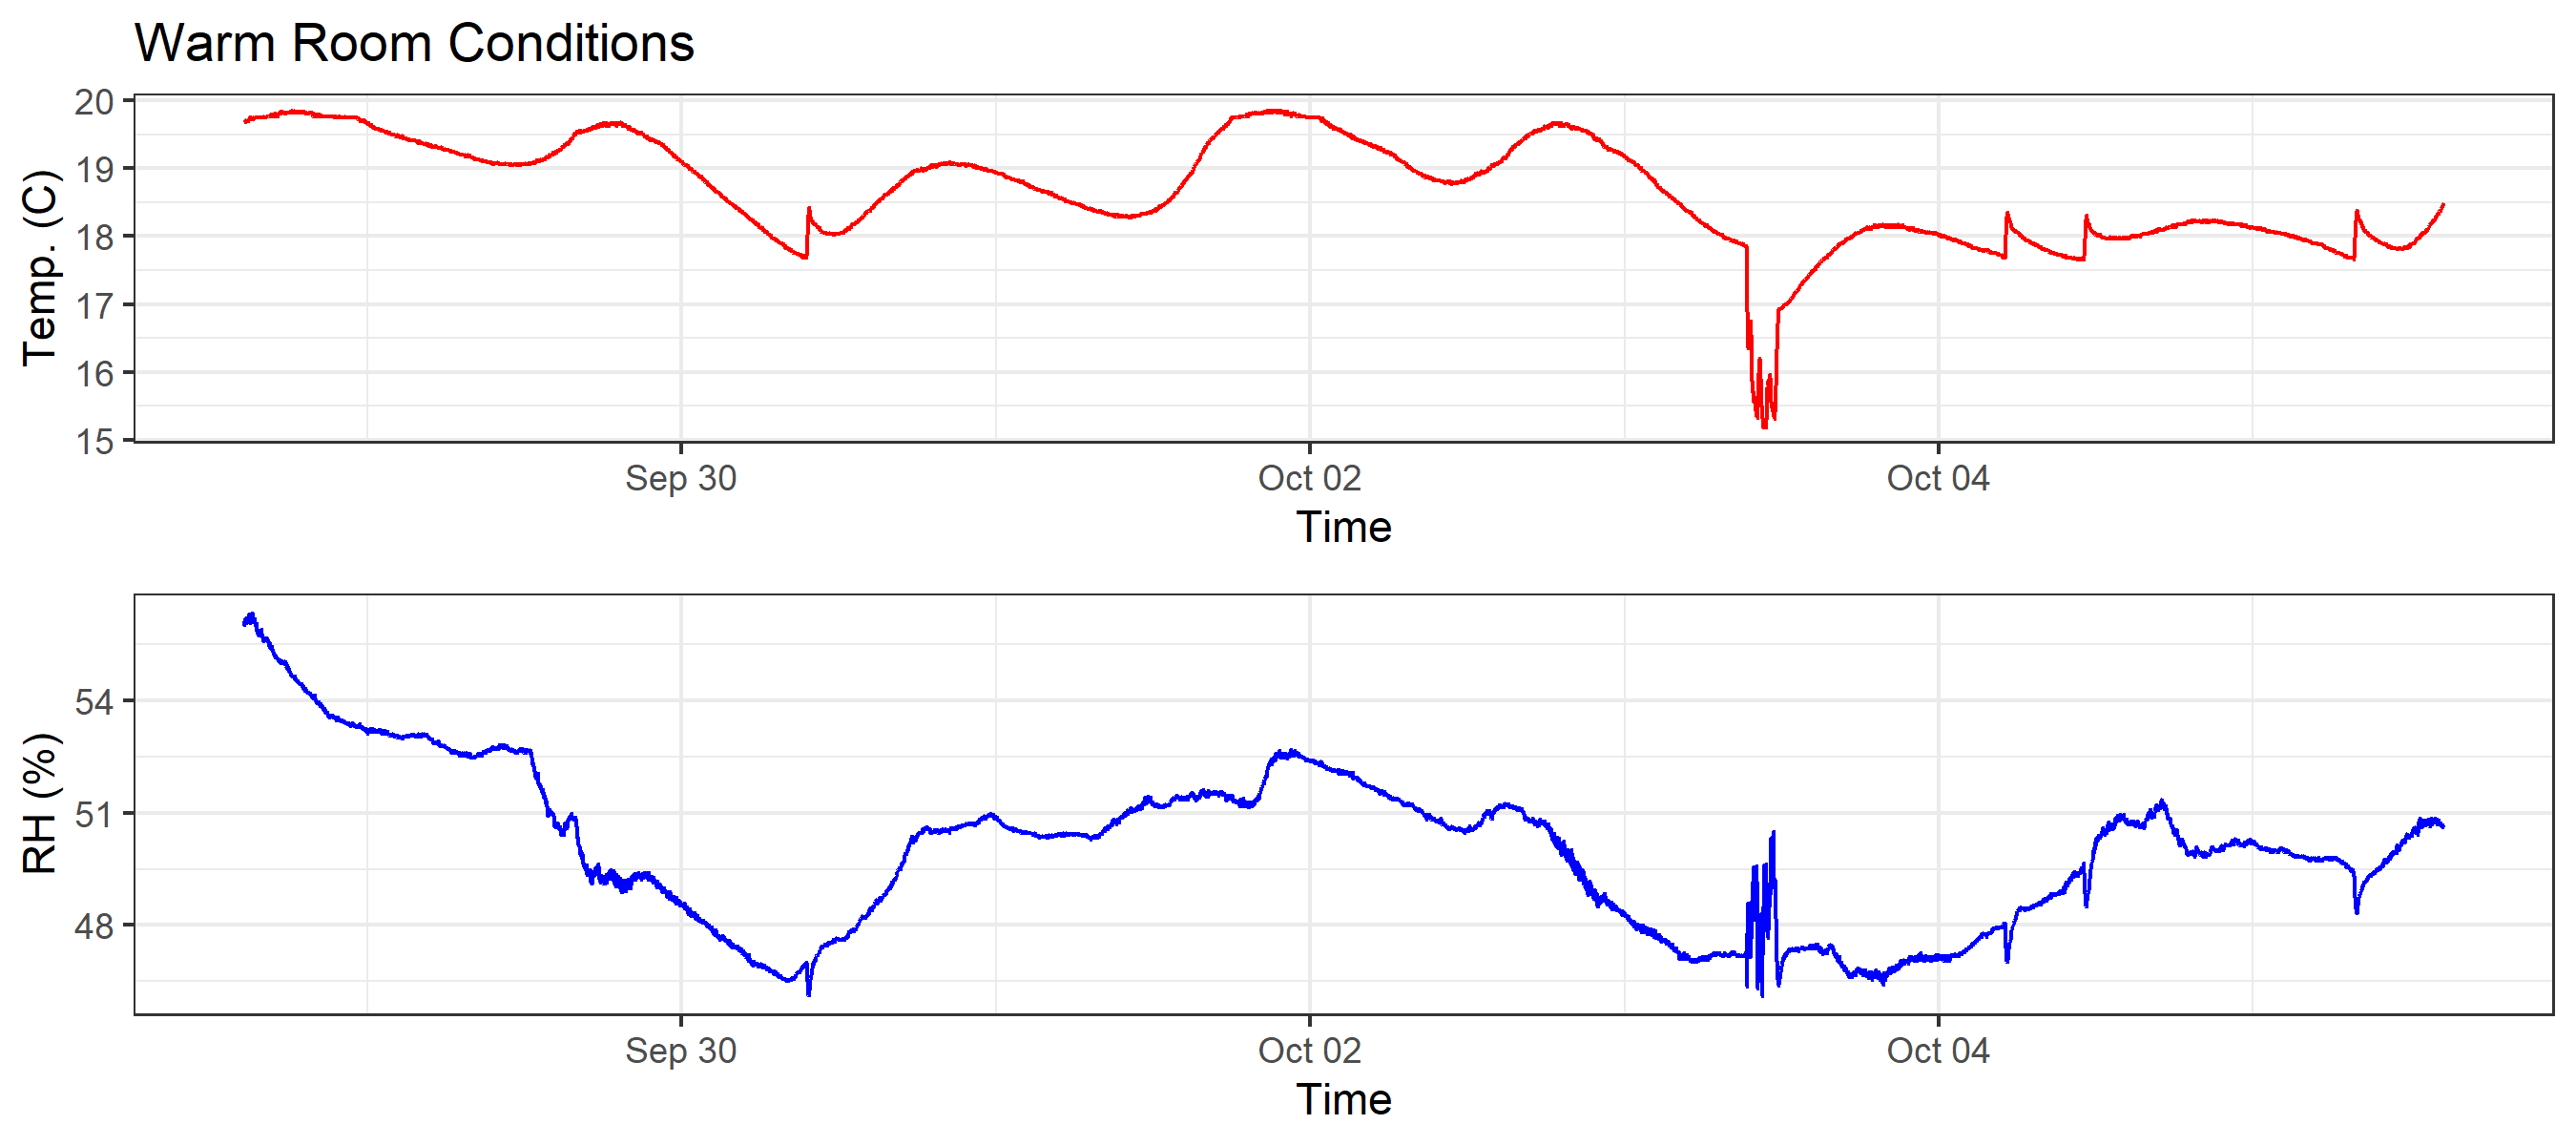 Warm Room Conditions
20
19
18
17
16
15
Temp. (C)
Sep 30 Oct 02 Oct 04
Time
54
51
48
RH (%)
Sep 30 Oct 02 Oct 04
Time